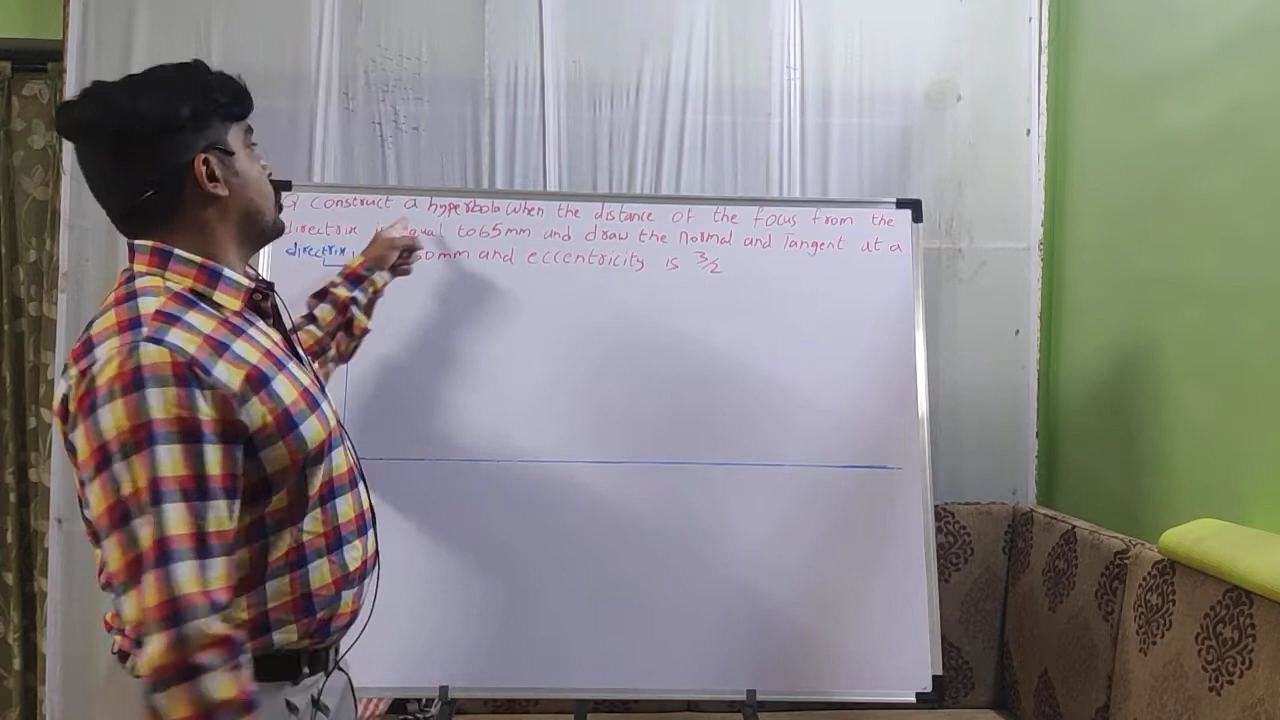 Q Construct a hyperbola when the distance of the focus from the
directrix is equal to 65mm and draw the Normal and Tangent at a
50mm and eccentricity is 3/2
directrix